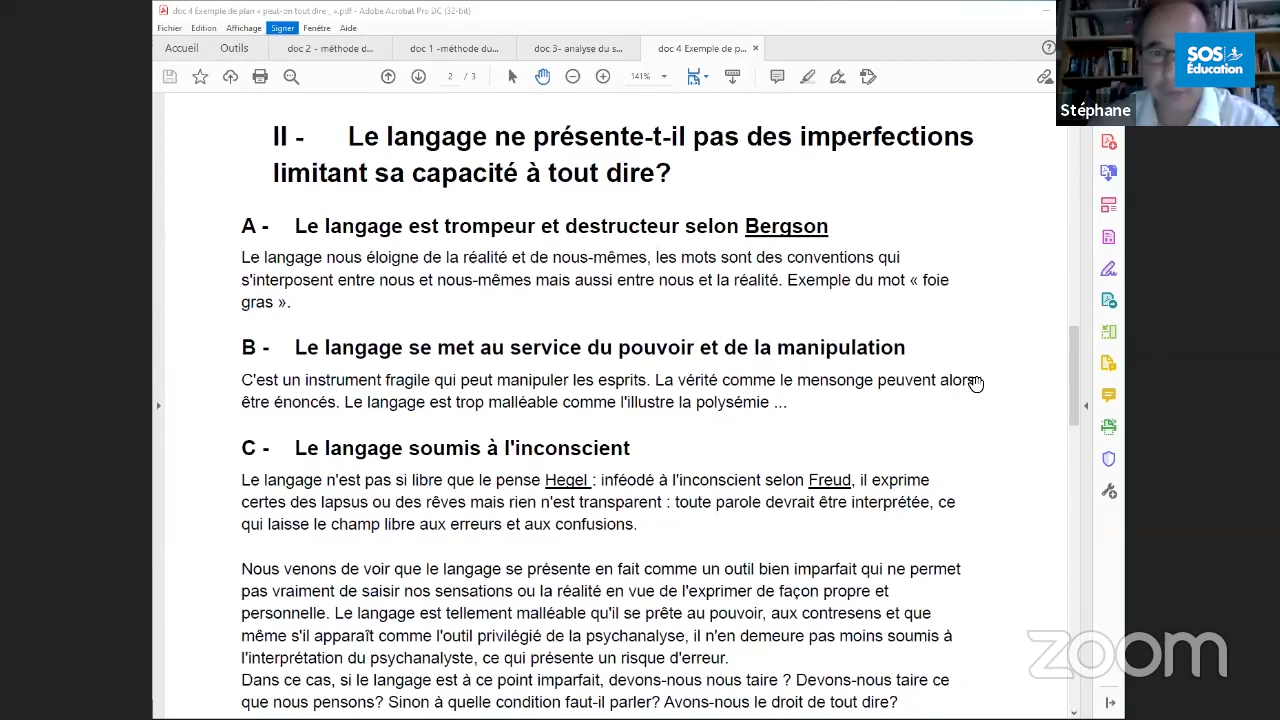 doc 4 Exemple de plan « peut-on tout dire _ ».pdf - Adobe Acrobat Pro DC (32-bit)
Fichier Edition Affichage Signer Fenêtre Aide
Accueil Outils doc 2 - méthode d... doc 1 -méthode du... doc 3- analyse du s... doc 4 Exemple de p... ×
2 / 3 141%
SOS
Éducation
Stéphane
II - Le langage ne présente-t-il pas des imperfections
limitant sa capacité à tout dire?
A - Le langage est trompeur et destructeur selon Bergson
Le langage nous éloigne de la réalité et de nous-mêmes, les mots sont des conventions qui
s'interposent entre nous et nous-mêmes mais aussi entre nous et la réalité. Exemple du mot « foie
gras ».
B - Le langage se met au service du pouvoir et de la manipulation
C'est un instrument fragile qui peut manipuler les esprits. La vérité comme le mensonge peuvent alors
être énoncés. Le langage est trop malléable comme l'illustre la polysémie ...
C - Le langage soumis à l'inconscient
Le langage n'est pas si libre que le pense Hegel : inféodé à l'inconscient selon Freud, il exprime
certes des lapsus ou des rêves mais rien n'est transparent : toute parole devrait être interprétée, ce
qui laisse le champ libre aux erreurs et aux confusions.
Nous venons de voir que le langage se présente en fait comme un outil bien imparfait qui ne permet
pas vraiment de saisir nos sensations ou la réalité en vue de l'exprimer de façon propre et
personnelle. Le langage est tellement malléable qu'il se prête au pouvoir, aux contresens et que
même s'il apparaît comme l'outil privilégié de la psychanalyse, il n'en demeure pas moins soumis à
l'interprétation du psychanalyste, ce qui présente un risque d'erreur.
Dans ce cas, si le langage est à ce point imparfait, devons-nous nous taire ? Devons-nous taire ce
que nous pensons? Sinon à quelle condition faut-il parler? Avons-nous le droit de tout dire?
zoom